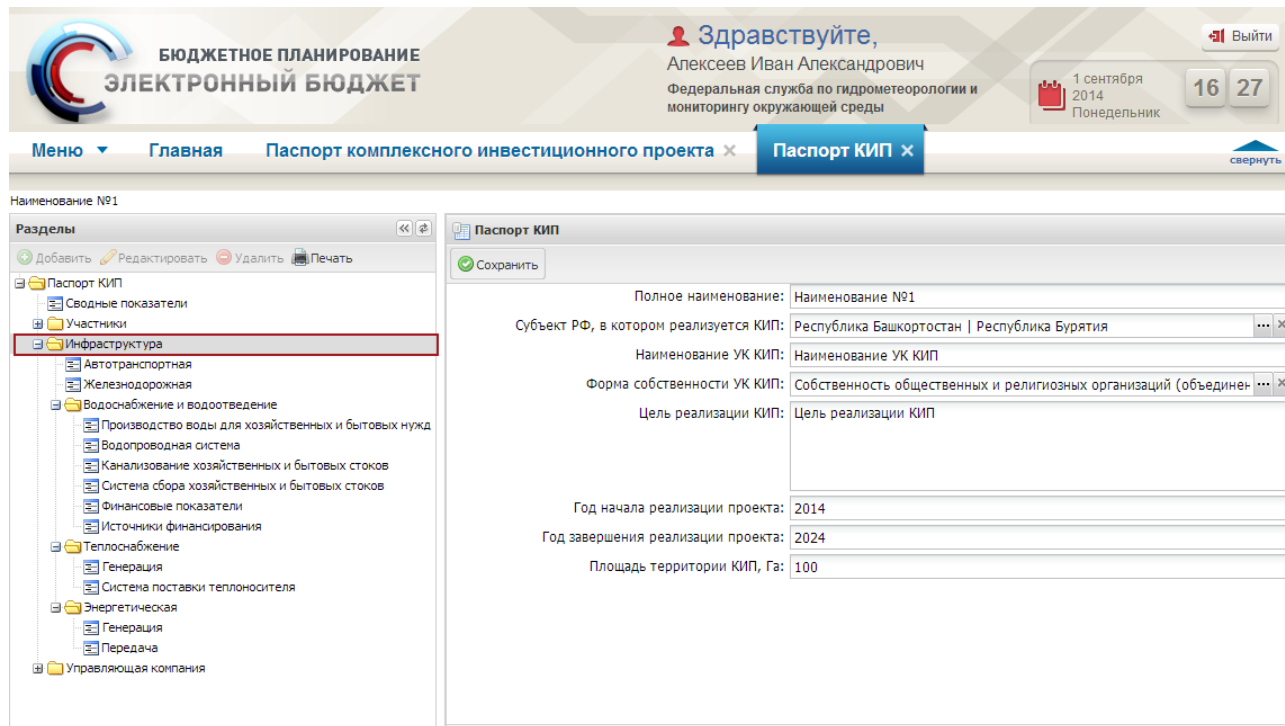 БЮДЖЕТНОЕ ПЛАНИРОВАНИЕ
ЭЛЕКТРОННЫЙ БЮДЖЕТ
Здравствуйте,
Алексеев Иван Александрович
Федеральная служба по гидрометеорологии и
мониторингу окружающей среды
Выйти
1 сентября
2014
Понедельник
16 27
Меню Главная Паспорт комплексного инвестиционного проекта Паспорт КИП
свернуть
Наименование №1
Разделы
Добавить Редактировать Удалить Печать
Паспорт КИП
Сводные показатели
Участники
Инфраструктура
Автотранспортная
Железнодорожная
Водоснабжение и водоотведение
Производство воды для хозяйственных и бытовых нужд
Водопроводная система
Канализование хозяйственных и бытовых стоков
Система сбора хозяйственных и бытовых стоков
Финансовые показатели
Источники финансирования
Теплоснабжение
Генерация
Система поставки теплоносителя
Энергетическая
Генерация
Передача
Управляющая компания
Паспорт КИП
Сохранить
Полное наименование: Наименование №1
Субъект РФ, в котором реализуется КИП: Республика Башкортостан | Республика Бурятия
Наименование УК КИП: Наименование УК КИП
Форма собственности УК КИП: Собственность общественных и религиозных организаций (объединен
Цель реализации КИП: Цель реализации КИП
Год начала реализации проекта: 2014
Год завершения реализации проекта: 2024
Площадь территории КИП, Га: 100